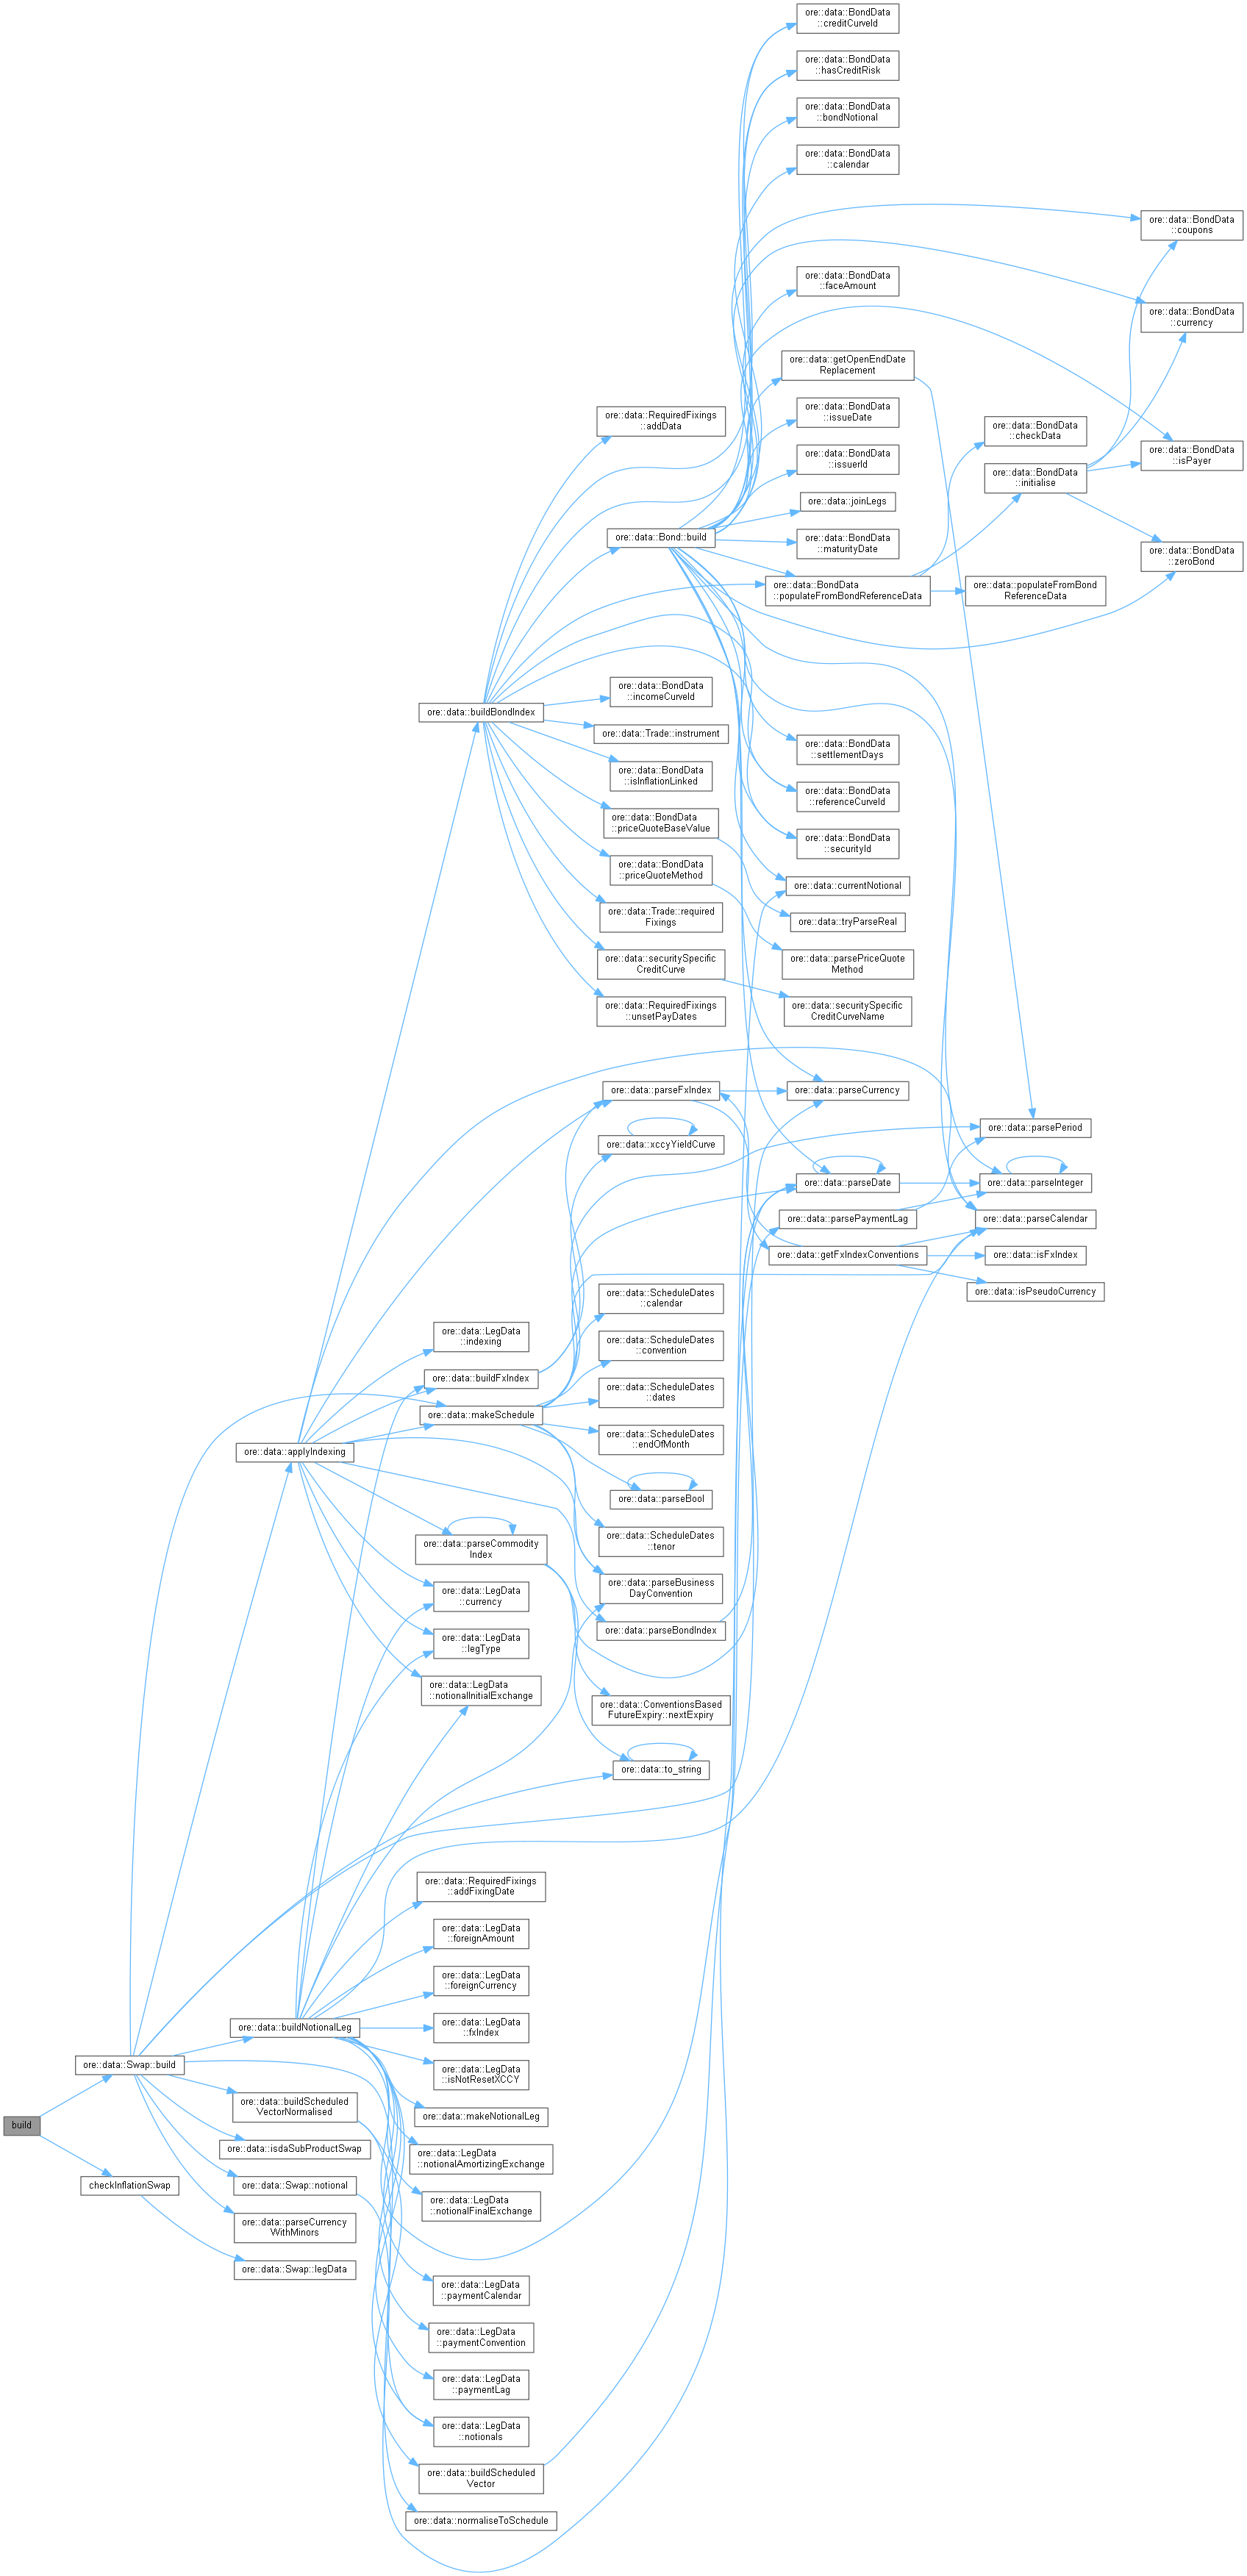 ore::data::BondData
::creditCurveId
ore::data::BondData
::hasCreditRisk
ore::data::BondData
::bondNotional
ore::data::BondData
::calendar
ore::data::BondData
::coupons
ore::data::BondData
::faceAmount
ore::data::BondData
::currency
ore::data::getOpenEndDate
Replacement
ore::data::RequiredFixings
::addData
ore::data::BondData
::issueDate
ore::data::BondData
::checkData
ore::data::BondData
::isPayer
ore::data::BondData
::issuerId
ore::data::BondData
::initialise
ore::data::joinLegs
ore::data::Bond::build
ore::data::BondData
::maturityDate
ore::data::BondData
::zeroBond
ore::data::BondData
::populateFromBondReferenceData
ore::data::populateFromBond
ReferenceData
ore::data::BondData
::incomeCurveId
ore::data::buildBondIndex
ore::data::Trade::instrument
ore::data::BondData
::settlementDays
ore::data::BondData
::isInflationLinked
ore::data::BondData
::referenceCurveId
ore::data::BondData
::priceQuoteBaseValue
ore::data::BondData
::securityId
ore::data::BondData
::priceQuoteMethod
ore::data::currentNotional
ore::data::Trade::required
Fixings
ore::data::tryParseReal
ore::data::securitySpecific
CreditCurve
ore::data::parsePriceQuote
Method
ore::data::RequiredFixings
::unsetPayDates
ore::data::securitySpecific
CreditCurveName
ore::data::parseFxIndex
ore::data::parseCurrency
ore::data::parsePeriod
ore::data::xccyYieldCurve
ore::data::parseDate
ore::data::parseInteger
ore::data::parsePaymentLag
ore::data::parseCalendar
ore::data::getFxIndexConventions
ore::data::isFxIndex
ore::data::isPseudoCurrency
ore::data::ScheduleDates
::calendar
ore::data::LegData
::indexing
ore::data::ScheduleDates
::convention
ore::data::buildFxIndex
ore::data::ScheduleDates
::dates
ore::data::makeSchedule
ore::data::ScheduleDates
::endOfMonth
ore::data::applyIndexing
ore::data::parseBool
ore::data::ScheduleDates
::tenor
ore::data::parseCommodity
Index
ore::data::parseBusiness
DayConvention
ore::data::LegData
::currency
ore::data::parseBondIndex
ore::data::LegData
::legType
ore::data::LegData
::notionalInitialExchange
ore::data::ConventionsBased
FutureExpiry::nextExpiry
ore::data::to_string
ore::data::RequiredFixings
::addFixingDate
ore::data::LegData
::foreignAmount
ore::data::LegData
::foreignCurrency
ore::data::buildNotionalLeg
ore::data::LegData
::fxIndex
ore::data::Swap::build
ore::data::LegData
::isNotResetXCCY
ore::data::buildScheduled
VectorNormalised
ore::data::makeNotionalLeg
build
ore::data::isdaSubProductSwap
ore::data::LegData
::notionalAmortizingExchange
checkInflationSwap
ore::data::Swap::notional
ore::data::LegData
::notionalFinalExchange
ore::data::parseCurrency
WithMinors
ore::data::Swap::legData
ore::data::LegData
::paymentCalendar
ore::data::LegData
::paymentConvention
ore::data::LegData
::paymentLag
ore::data::LegData
::notionals
ore::data::buildScheduled
Vector
ore::data::normaliseToSchedule